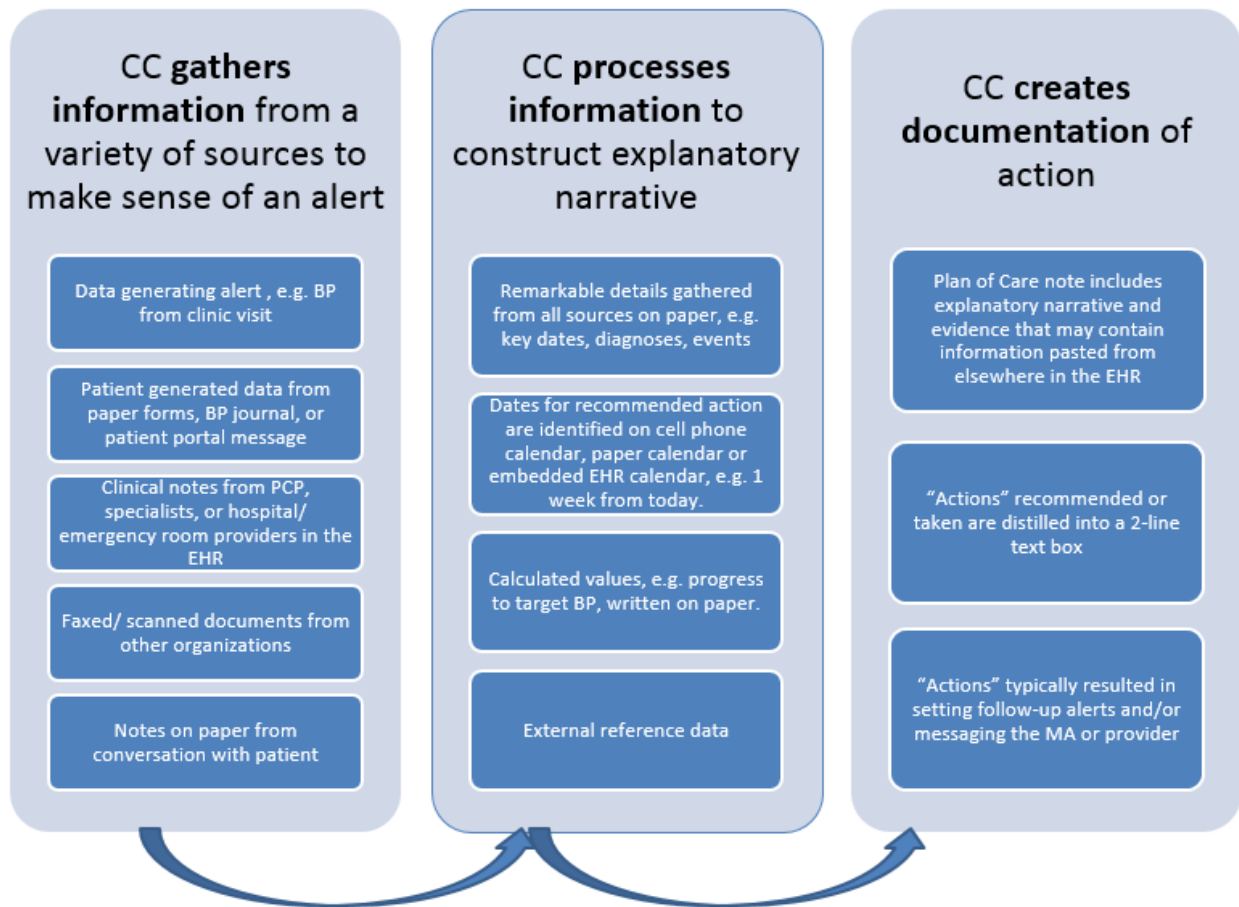 CC gathers
information from a
variety of sources to
make sense of an alert
Data generating alert , e.g. BP
from clinic visit
Patient generated data from
paper forms, BP journal, or
patient portal message
Clinical notes from PCP,
specialists, or hospital/
emergency room providers in the
EHR
Faxed/ scanned documents from
other organizations
Notes on paper from
conversation with patient
CC processes
information to
construct explanatory
narrative
Remarkable details gathered
from all sources on paper, e.g.
key dates, diagnoses, events
Dates for recommended action
are identified on cell phone
calendar, paper calendar or
embedded EHR calendar, e.g. 1
week from today.
Calculated values, e.g. progress
to target BP, written on paper.
External reference data
CC creates
documentation of
action
Plan of Care note includes
explanatory narrative and
evidence that may contain
information pasted from
elsewhere in the EHR
“Actions” recommended or
taken are distilled into a 2-line
text box
“Actions” typically resulted in
setting follow-up alerts and/or
messaging the MA or provider